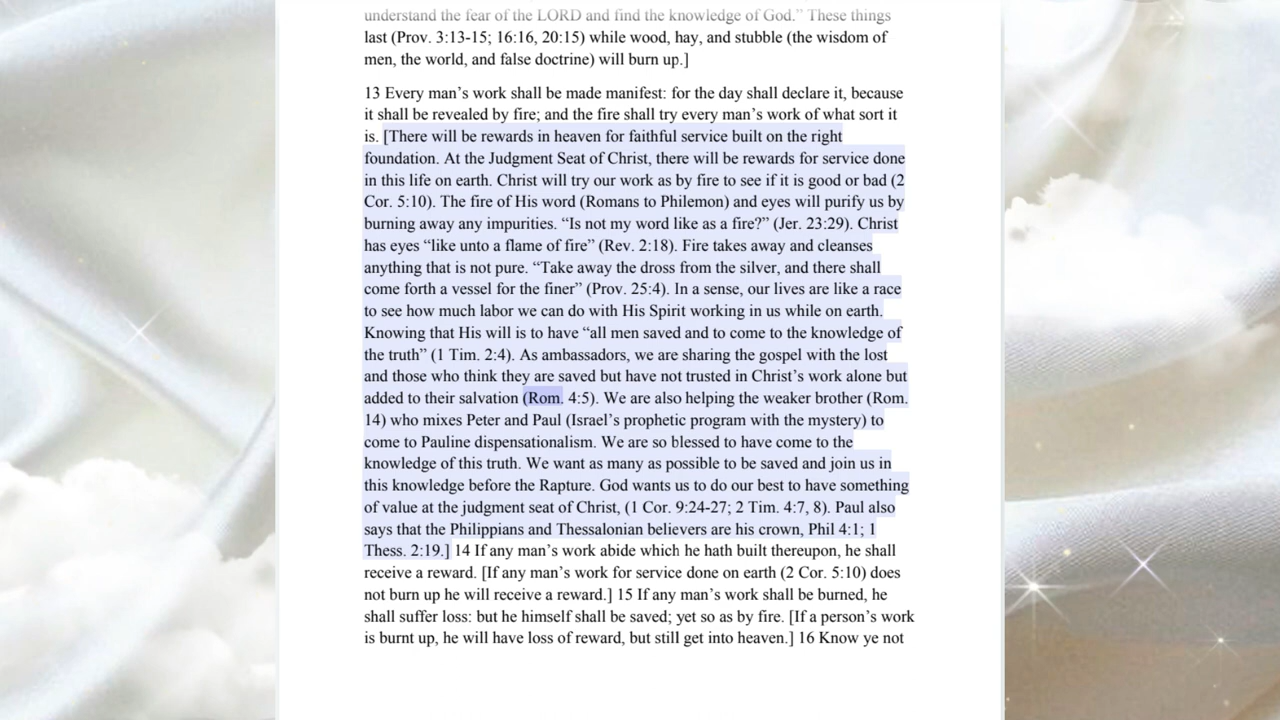 understand the fear of the LORD and find the knowledge of God.” These things
last (Prov. 3:13-15; 16:16, 20:15) while wood, hay, and stubble (the wisdom of
men, the world, and false doctrine) will burn up.]
13 Every man’s work shall be made manifest: for the day shall declare it, because
it shall be revealed by fire; and the fire shall try every man’s work of what sort it
is. [There will be rewards in heaven for faithful service built on the right
foundation. At the Judgment Seat of Christ, there will be rewards for service done
in this life on earth. Christ will try our work as by fire to see if it is good or bad (2
Cor. 5:10). The fire of His word (Romans to Philemon) and eyes will purify us by
burning away any impurities. “Is not my word like as a fire?” (Jer. 23:29). Christ
has eyes “like unto a flame of fire” (Rev. 2:18). Fire takes away and cleanses
anything that is not pure. “Take away the dross from the silver, and there shall
come forth a vessel for the finer” (Prov. 25:4). In a sense, our lives are like a race
to see how much labor we can do with His Spirit working in us while on earth.
Knowing that His will is to have “all men saved and to come to the knowledge of
the truth” (1 Tim. 2:4). As ambassadors, we are sharing the gospel with the lost
and those who think they are saved but have not trusted in Christ’s work alone but
added to their salvation (Rom. 4:5). We are also helping the weaker brother (Rom.
14) who mixes Peter and Paul (Israel’s prophetic program with the mystery) to
come to Pauline dispensationalism. We are so blessed to have come to the
knowledge of this truth. We want as many as possible to be saved and join us in
this knowledge before the Rapture. God wants us to do our best to have something
of value at the judgment seat of Christ, (1 Cor. 9:24-27; 2 Tim. 4:7, 8). Paul also
says that the Philippians and Thessalonian believers are his crown, Phil 4:1; 1
Thess. 2:19.] 14 If any man’s work abide which he hath built thereupon, he shall
receive a reward. [If any man’s work for service done on earth (2 Cor. 5:10) does
not burn up he will receive a reward.] 15 If any man’s work shall be burned, he
shall suffer loss: but he himself shall be saved; yet so as by fire. [If a person’s work
is burnt up, he will have loss of reward, but still get into heaven.] 16 Know ye not